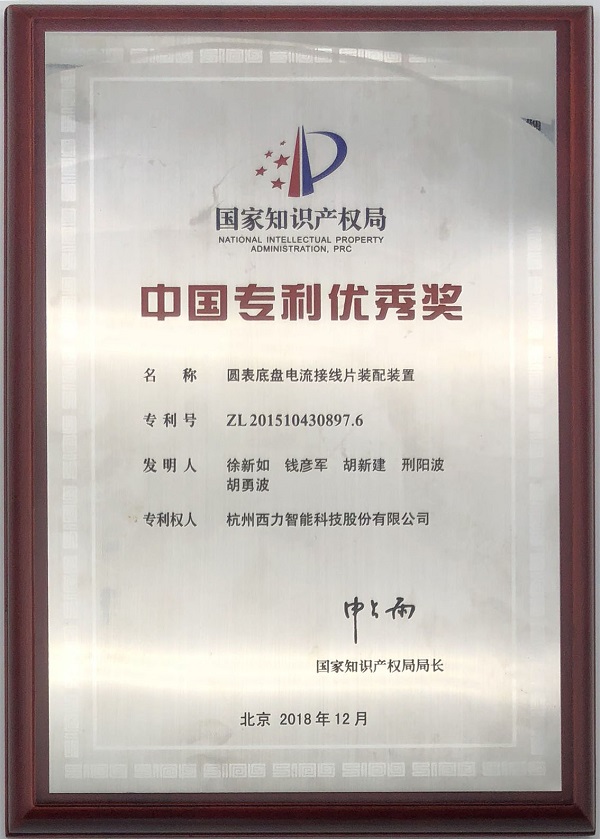 国家知识产权局
NATIONAL INTELLECTUAL PROPERTY
ADMINISTRATION, PRC
中国专利优秀奖
名 称 圆表底盘电流接线片装配装置
专 利 号 ZL 201510430897.6
发 明 人 徐新如 钱彦军 胡新建 刑阳波
胡勇波
专利权人 杭州西力智能科技股份有限公司
申长雨
国家知识产权局局长
北京 2018 年 12 月